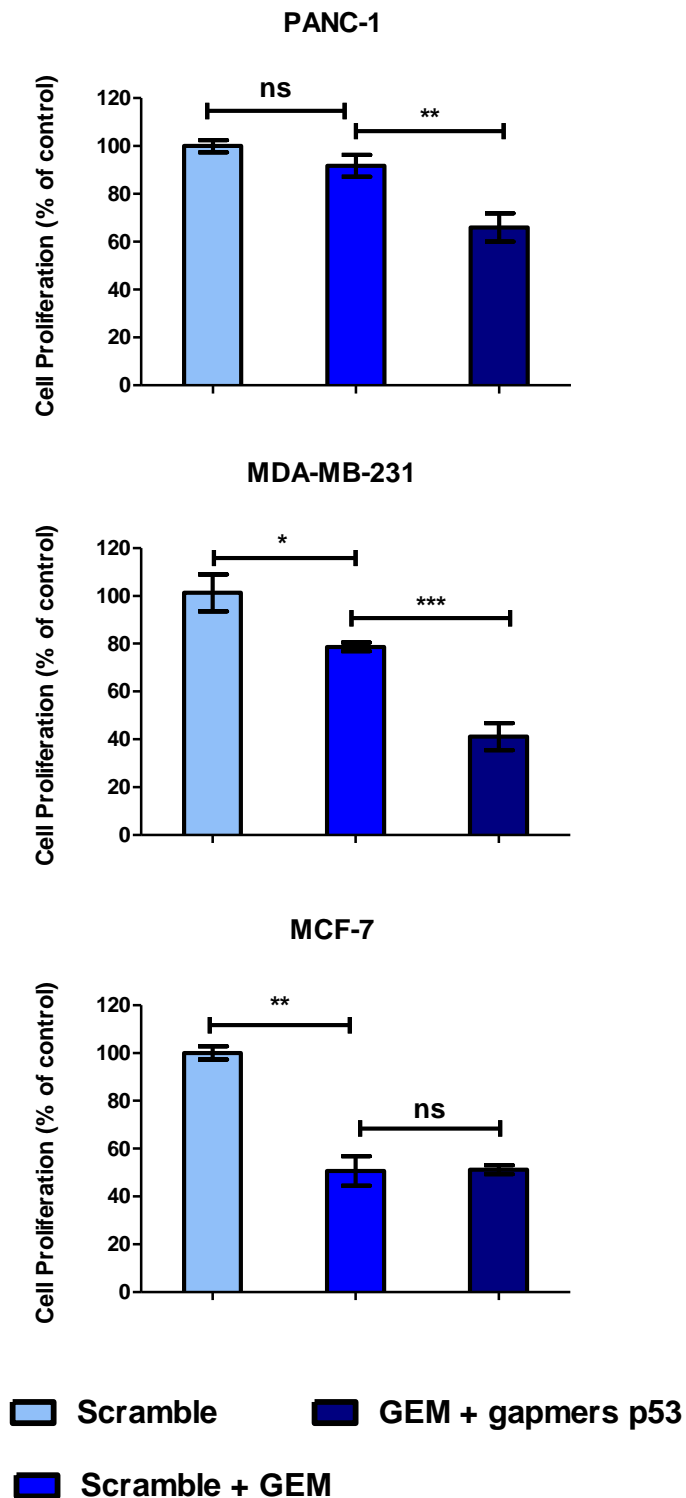 PANC-1
ns
**
120
100
80
60
40
20
0
Cell Proliferation (% of control)
MDA-MB-231
*
***
120
100
80
60
40
20
0
Cell Proliferation (% of control)
MCF-7
**
ns
120
100
80
60
40
20
0
Cell Proliferation (% of control)
Scramble
GEM + gapmers p53
Scramble + GEM